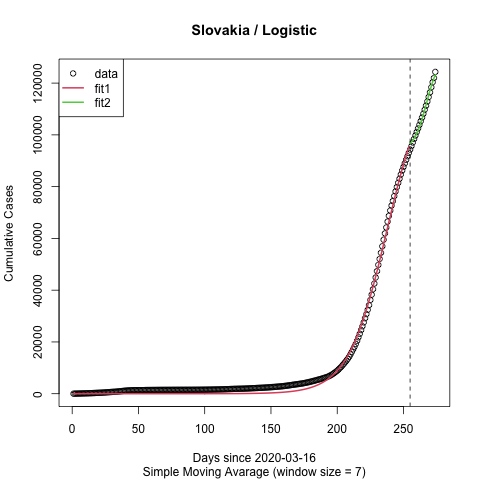 Slovakia / Logistic
data
fit1
fit2
Cumulative Cases
120000
100000
80000
60000
40000
20000
0
0 50 100 150 200 250
Days since 2020-03-16
Simple Moving Avarage (window size = 7)